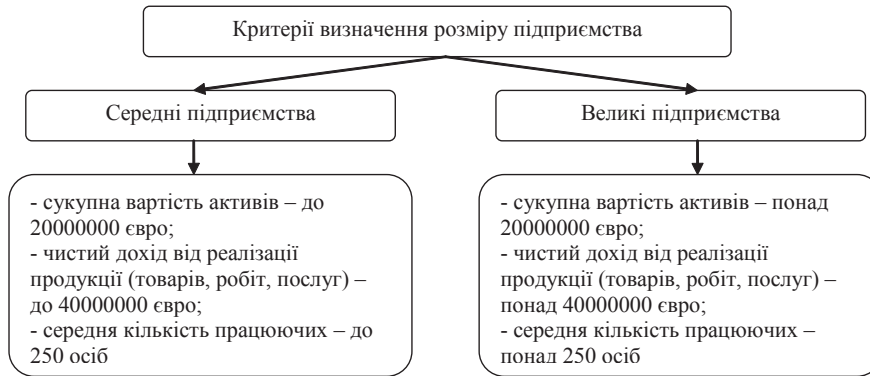 Критерії визначення розміру підприємства
Середні підприємства
Великі підприємства
- сукупна вартість активів – до
20000000 євро;
- чистий дохід від реалізації
продукції (товарів, робіт, послуг) –
до 40000000 євро;
- середня кількість працюючих – до
250 осіб
- сукупна вартість активів – понад
20000000 євро;
- чистий дохід від реалізації
продукції (товарів, робіт, послуг) –
понад 40000000 євро;
- середня кількість працюючих –
понад 250 осіб